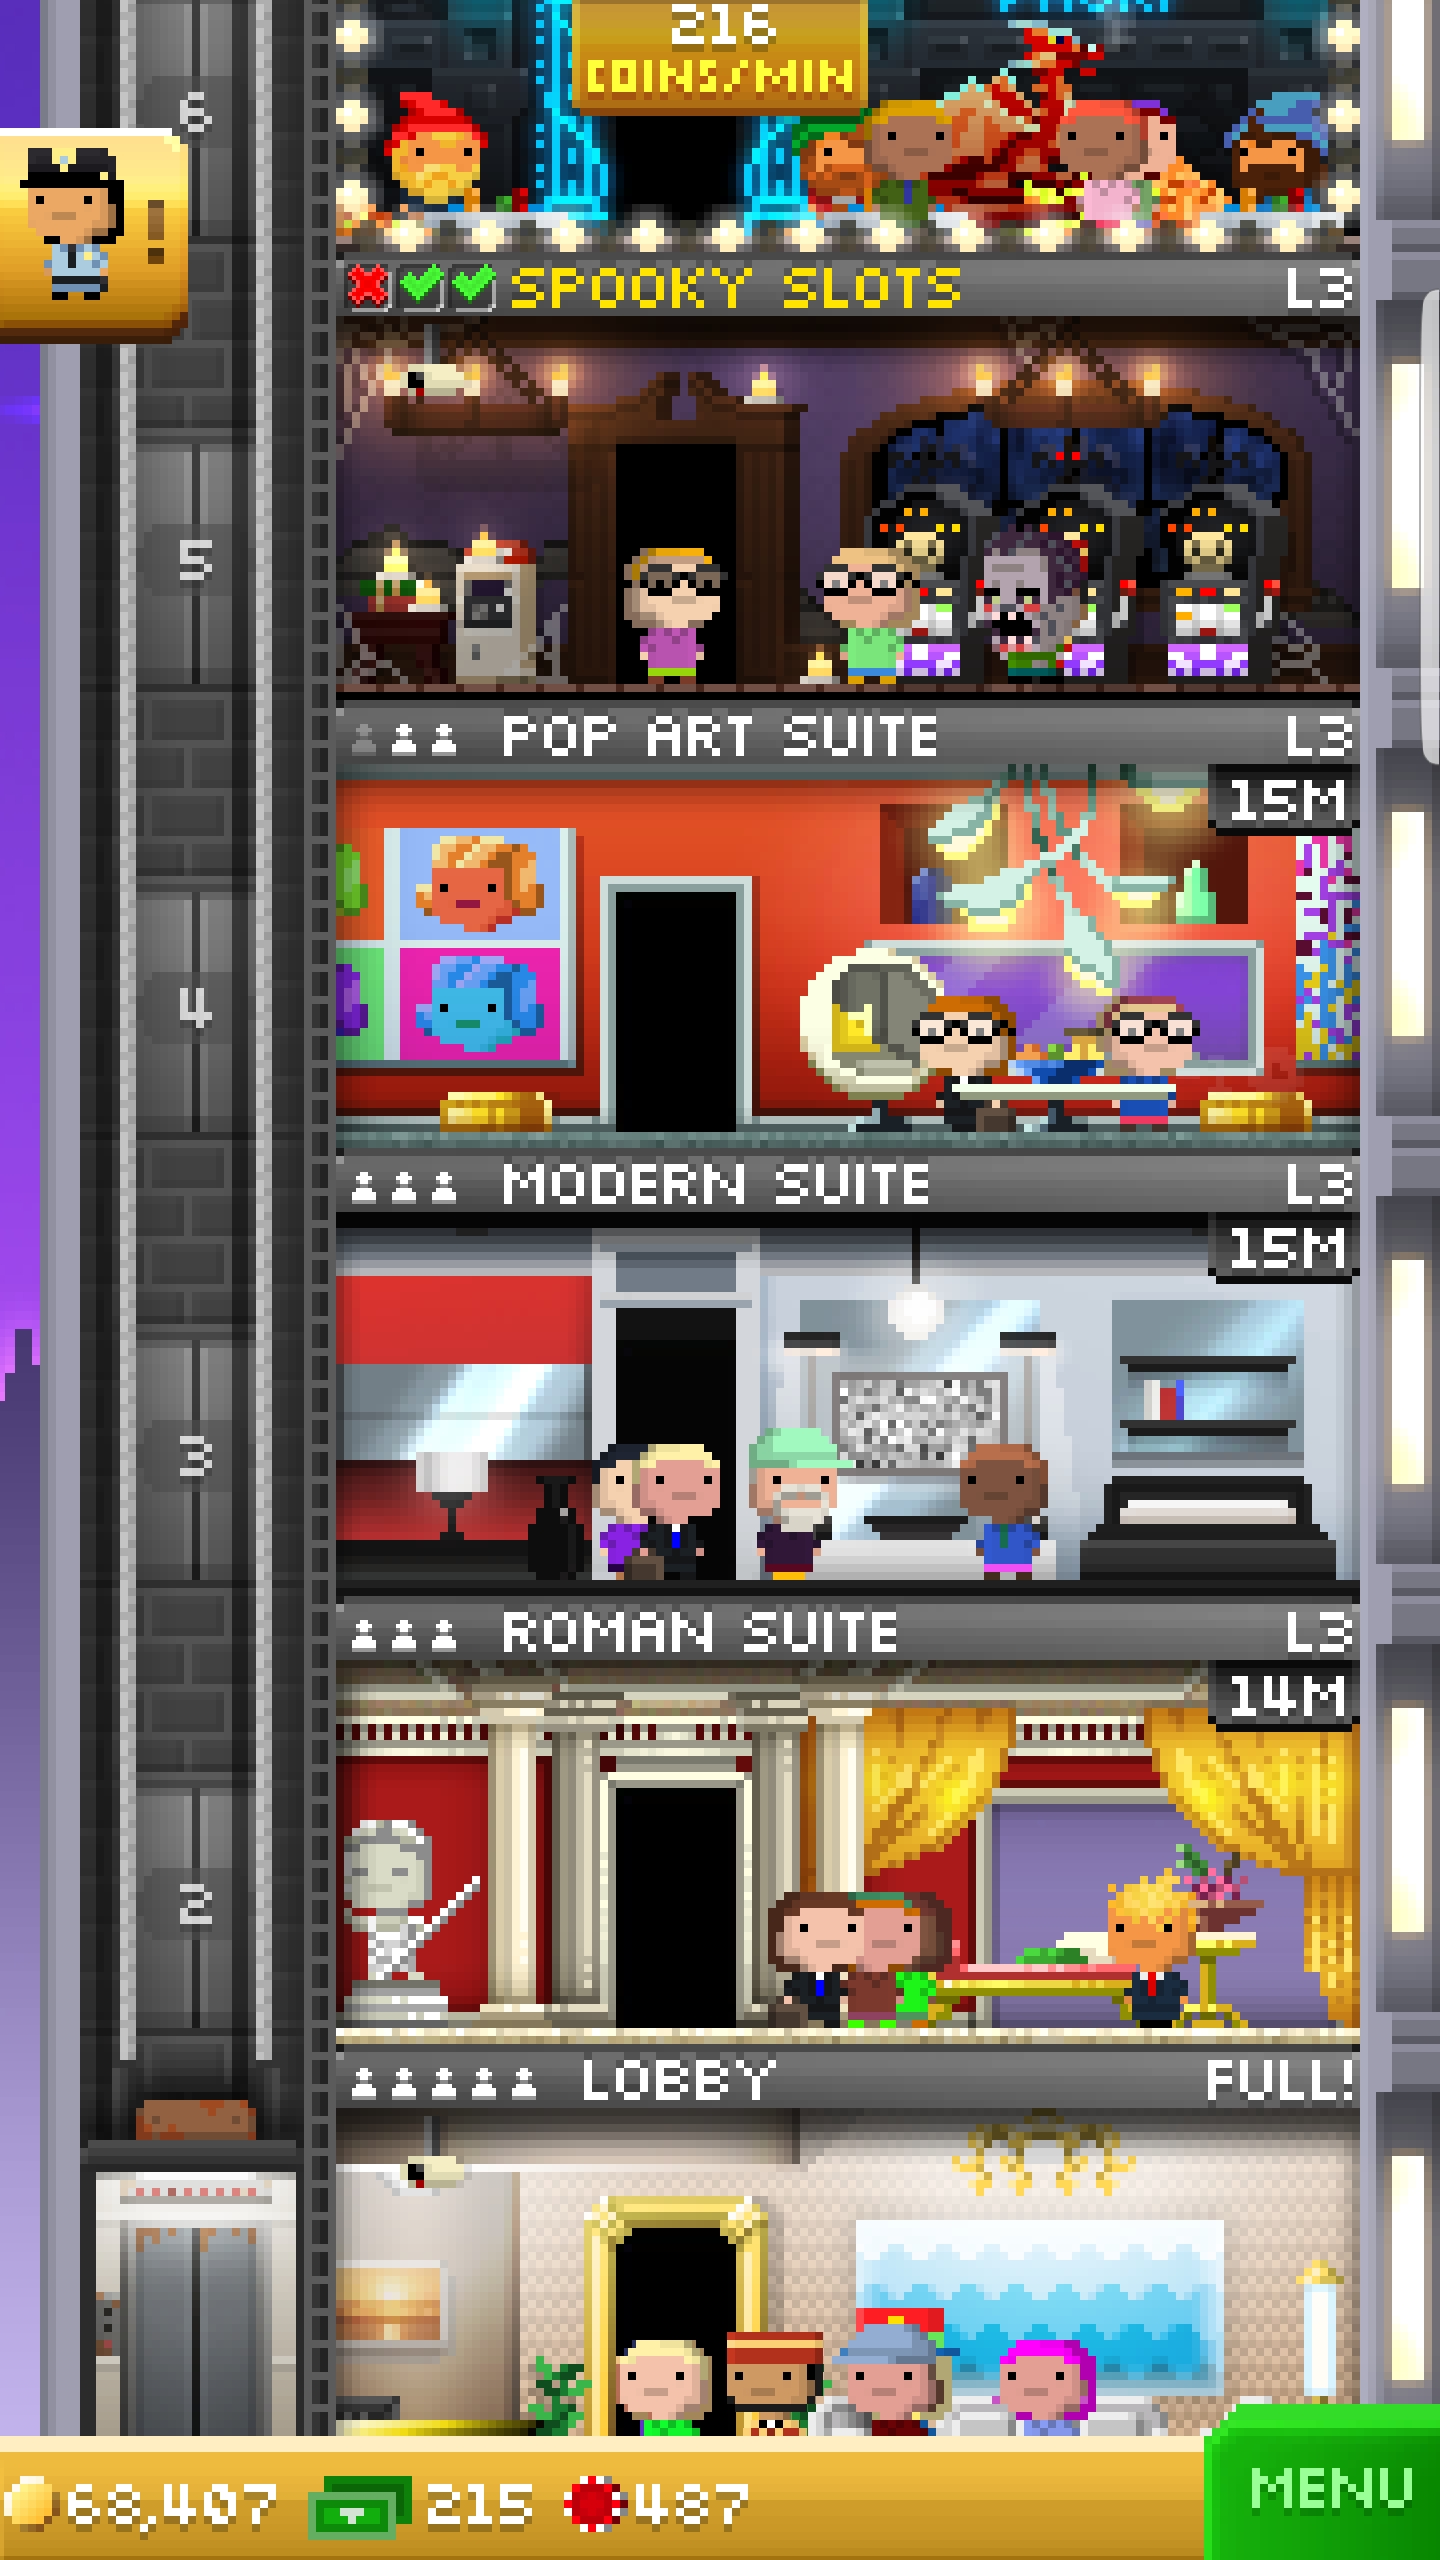 216
COINS/MIN
6
!
SPOOKY SLOTS L3
5
POP ART SUITE L3
15M
4
MODERN SUITE L3
15M
3
ROMAN SUITE L3
14M
2
LOBBY FULL!
68,407 215 487
MENU